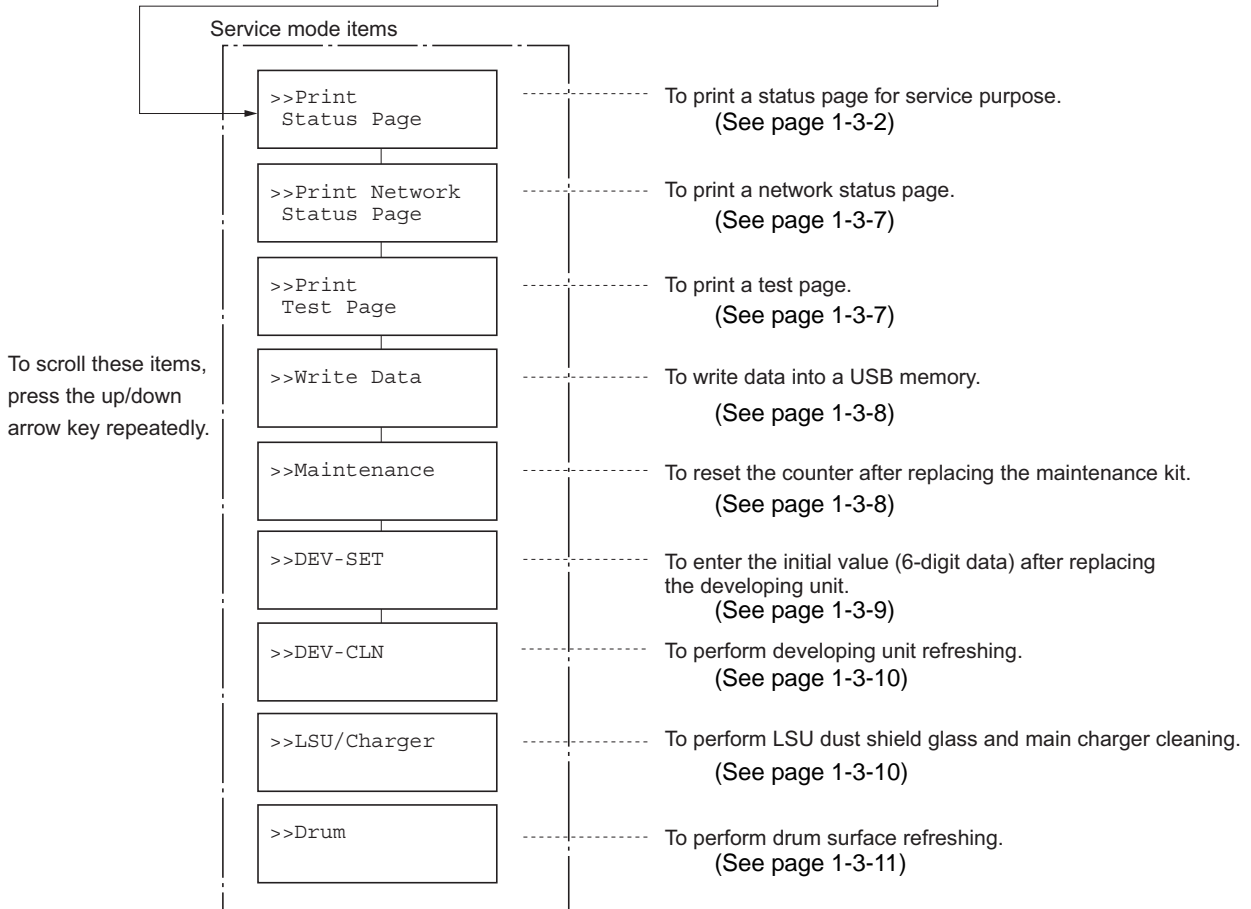 Service mode items
>>Print
Status Page
To print a status page for service purpose.
(See page 1-3-2)
>>Print Network
Status Page
To print a network status page.
(See page 1-3-7)
>>Print
Test Page
To print a test page.
(See page 1-3-7)
To scroll these items,
press the up/down
arrow key repeatedly.
>>Write Data
To write data into a USB memory.
(See page 1-3-8)
>>Maintenance
To reset the counter after replacing the maintenance kit.
(See page 1-3-8)
>>DEV-SET
To enter the initial value (6-digit data) after replacing
the developing unit.
(See page 1-3-9)
>>DEV-CLN
To perform developing unit refreshing.
(See page 1-3-10)
>>LSU/Charger
To perform LSU dust shield glass and main charger cleaning.
(See page 1-3-10)
>>Drum
To perform drum surface refreshing.
(See page 1-3-11)